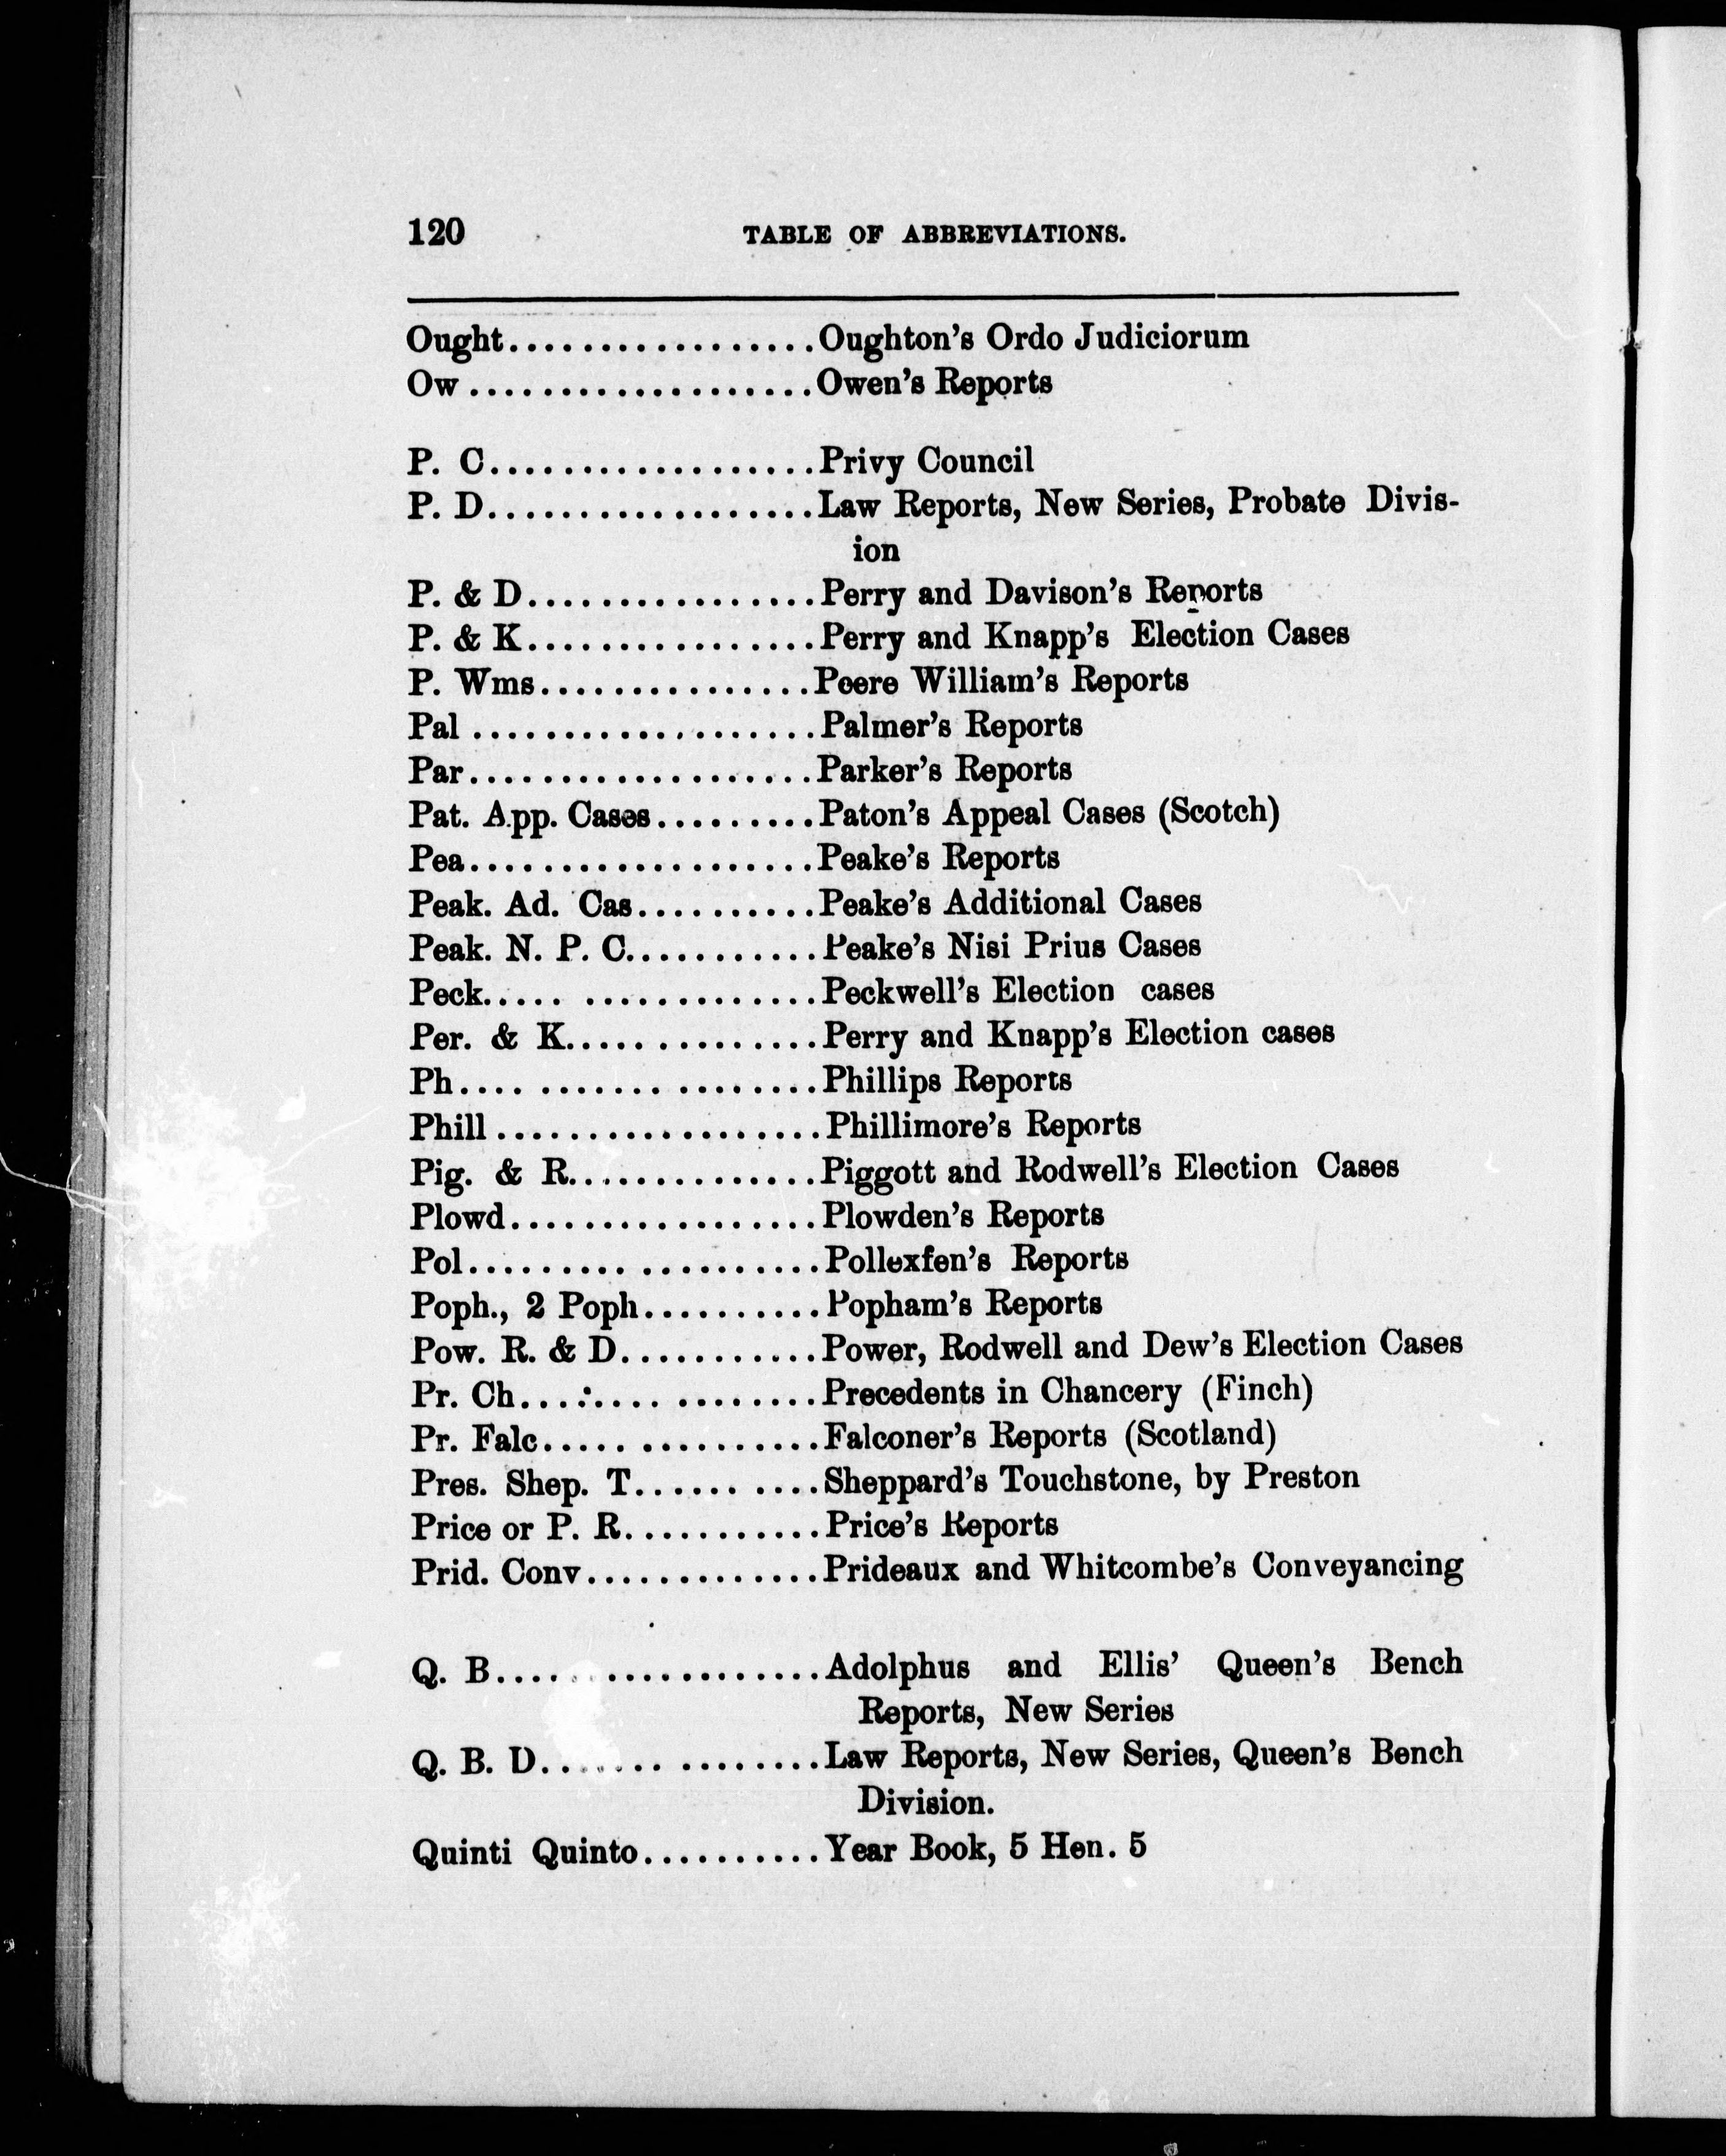 120 TABLE OF ABBREVIATIONS.
Ought.................Oughton's Ordo Judiciorum
Ow...................Owen's Reports
P. C..................Privy Council
P. D..................Law Reports, New Series, Probate Divis-
ion
P. & D................Perry and Davison's Reports
P. & K................Perry and Knapp's Election Cases
P. Wms...............Peere William's Reports
Pal ...................Palmer's Reports
Par...................Parker's Reports
Pat. App. Cases.........Paton's Appeal Cases (Scotch)
Pea...................Peake's Reports
Peak. Ad. Cas..........Peake's Additional Cases
Peak. N. P. C...........Peake's Nisi Prius Cases
Peck..... .............Peckwell's Election cases
Per. & K..............Perry and Knapp's Election cases
Ph.... ....... ........Phillips Reports
Phill ..................Phillimore's Reports
Pig. & R..............Piggott and Rodwell's Election Cases
Plowd.................Plowden's Reports
Pol......... ..........Pollexfen's Reports
Poph., 2 Poph..........Popham's Reports
Pow. R. & D...........Power, Rodwell and Dew's Election Cases
Pr. Ch...:.... ........Precedents in Chancery (Finch)
Pr. Falc..... ..........Falconer's Reports (Scotland)
Pres. Shep. T...... ....Sheppard's Touchstone, by Preston
Price or P. R...........Price's Reports
Prid. Conv.............Prideaux and Whitcombe's Conveyancing
Q. B..................Adolphus and Ellis' Queen's Bench
Reports, New Series
Q. B. D....... ........Law Reports, New Series, Queen's Bench
Division.
Quinti Quinto..........Year Book, 5 Hen. 5